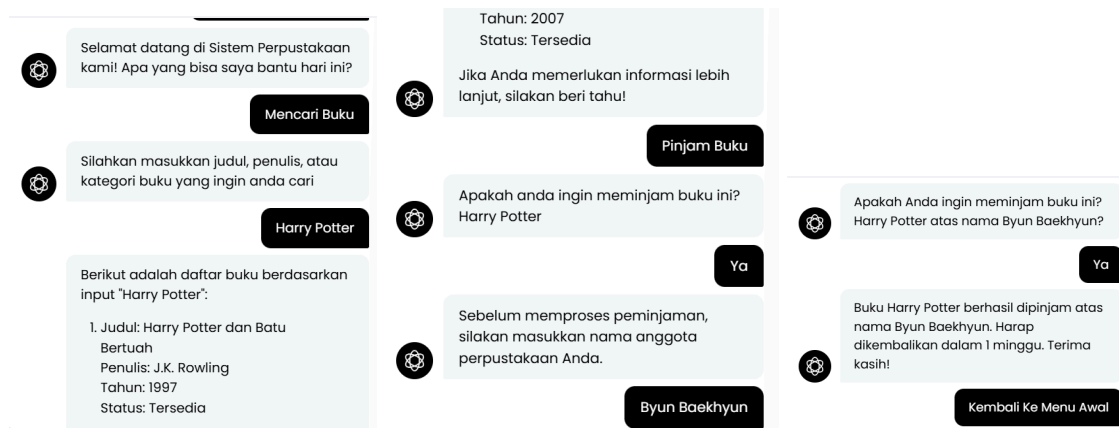 Selamat datang di Sistem Perpustakaan
kami! Apa yang bisa saya bantu hari ini?
Mencari Buku
Silahkan masukkan judul, penulis, atau
kategori buku yang ingin anda cari
Harry Potter
Berikut adalah daftar buku berdasarkan
input "Harry Potter":
1. Judul: Harry Potter dan Batu
Bertuah
Penulis: J.K. Rowling
Tahun: 1997
Status: Tersedia
Tahun: 2007
Status: Tersedia
Jika Anda memerlukan informasi lebih
lanjut, silakan beri tahu!
Pinjam Buku
Apakah anda ingin meminjam buku ini?
Harry Potter
Ya
Sebelum memproses peminjaman,
silakan masukkan nama anggota
perpustakaan Anda.
Byun Baekhyun
Apakah Anda ingin meminjam buku ini?
Harry Potter atas nama Byun Baekhyun?
Ya
Buku Harry Potter berhasil dipinjam atas
nama Byun Baekhyun. Harap
dikembalikan dalam 1 minggu. Terima
kasih!
Kembali Ke Menu Awal